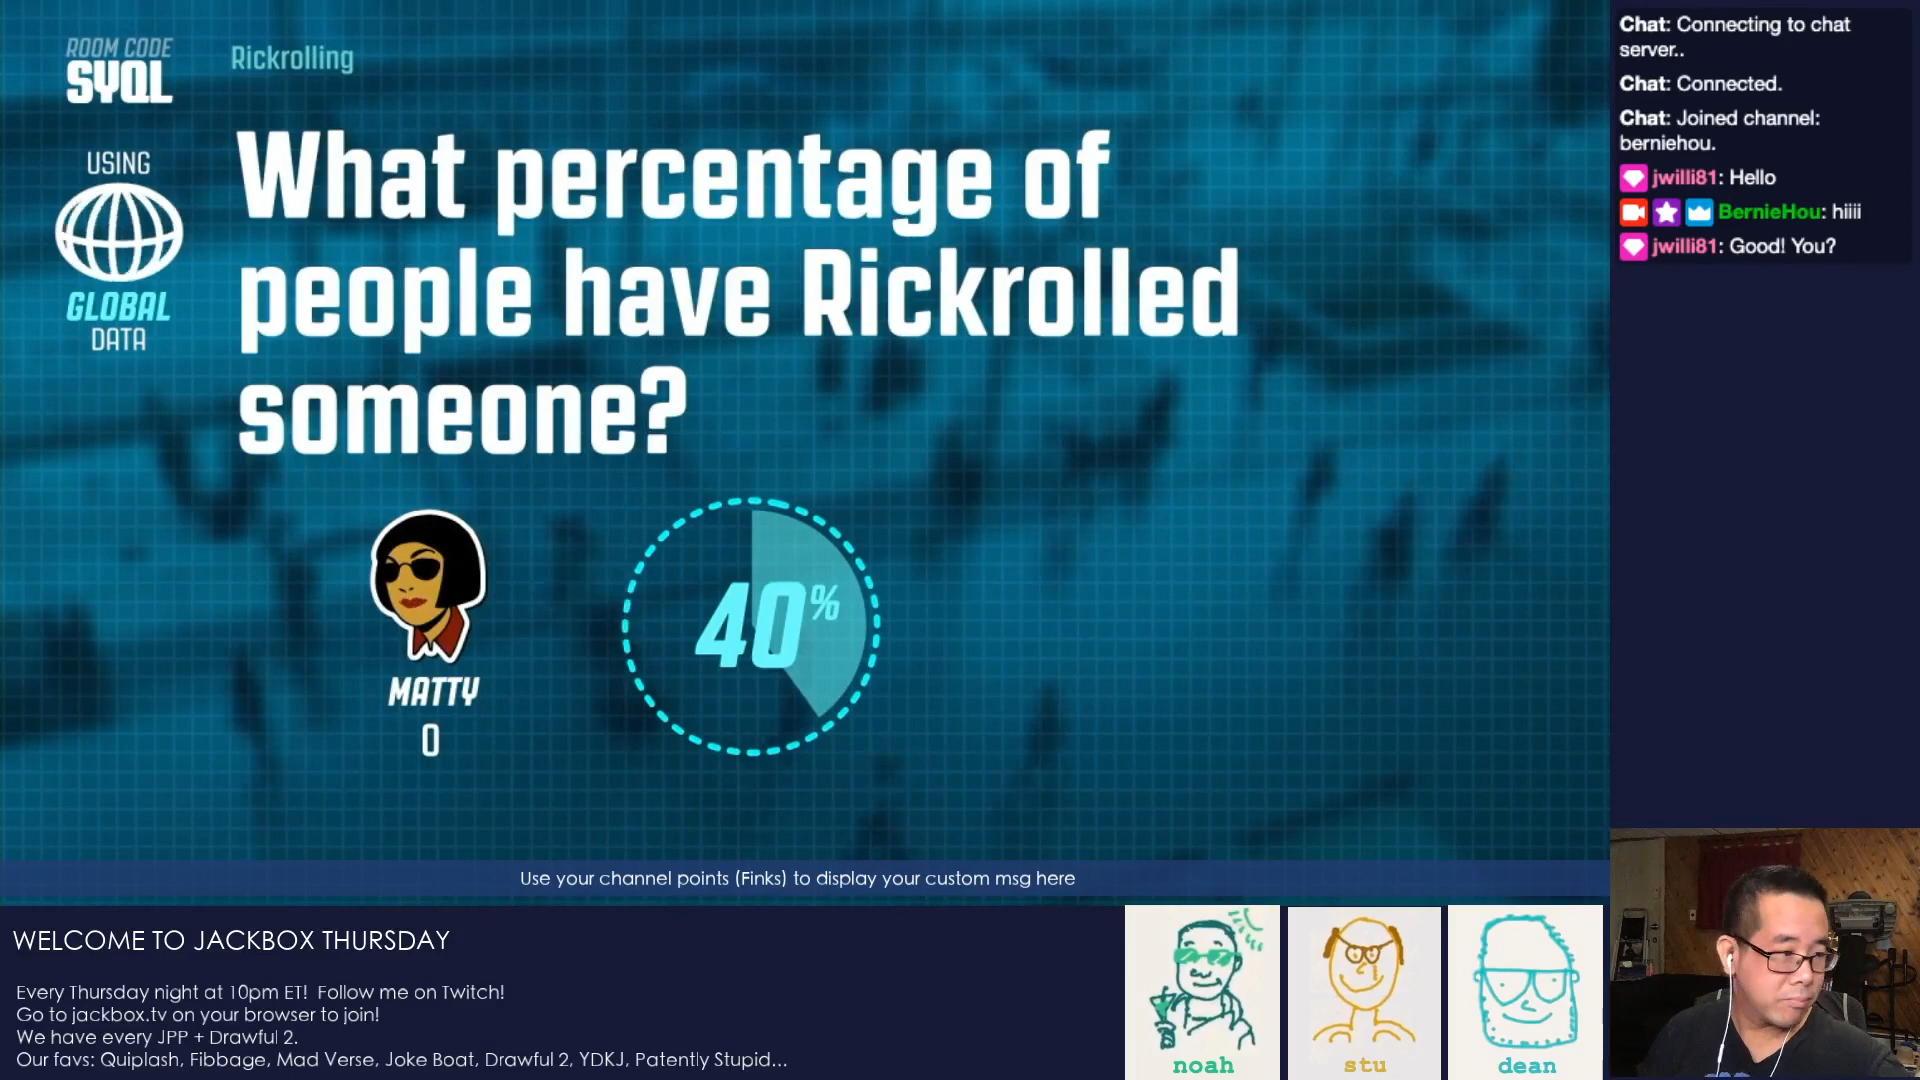 ROOM CODE
SYQL
Rickrolling
USING
GLOBAL
DATA
What percentage of
people have Rickrolled
someone?
40%
MATTY
0
Use your channel points (Finks) to display your custom msg here
WELCOME TO JACKBOX THURSDAY
Every Thursday night at 10pm ET! Follow me on Twitch!
Go to jackbox.tv on your browser to join!
We have every JPP + Drawful 2.
Our favs: Quiplash, Fibbage, Mad Verse, Joke Boat, Drawful 2, YDKJ, Patently Stupid...
noah
stu
dean
Chat: Connecting to chat
server..
Chat: Connected.
Chat: Joined channel:
berniehou.
jwilli81: Hello
BernieHou: hiiii
jwilli81: Good! You?